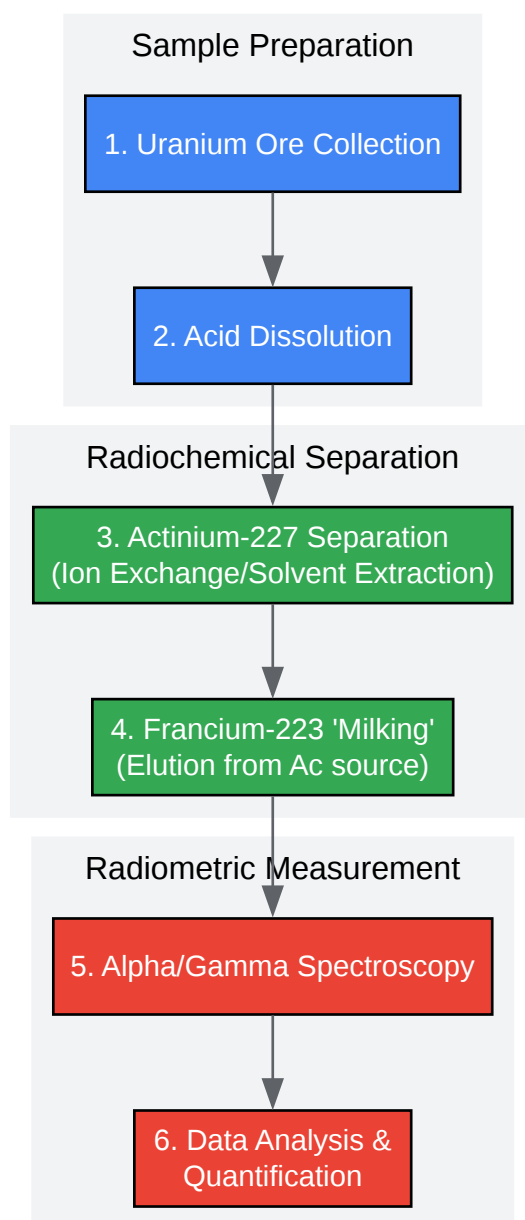 Sample Preparation
1. Uranium Ore Collection
2. Acid Dissolution
Radiochemical Separation
3. Actinium-227 Separation
(Ion Exchange/Solvent Extraction)
4. Francium-223 'Milking'
(Elution from Ac source)
Radiometric Measurement
5. Alpha/Gamma Spectroscopy
6. Data Analysis &
Quantification